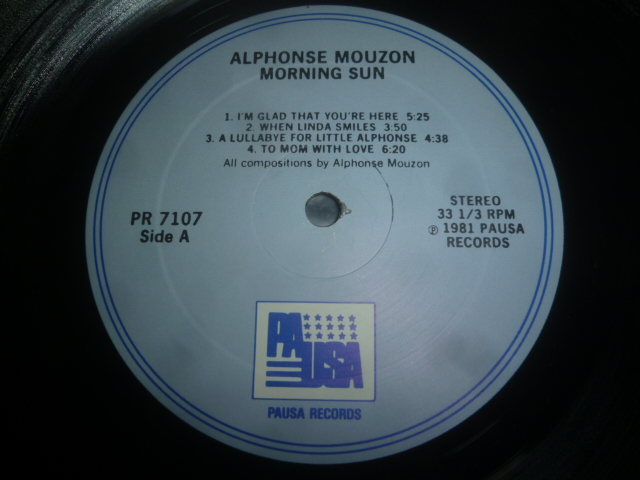 ALPHONSE MOUZON
MORNING SUN
1. I'M GLAD THAT YOU'RE HERE 5:25
2. WHEN LINDA SMILES 3:50
3. A LULLABYE FOR LITTLE ALPHONSE 4:38
4. TO MOM WITH LOVE 6:20
All compositions by Alphonse Mouzon
PR 7107
Side A
STEREO
33 1/3 RPM
℗ 1981 PAUSA
RECORDS
PAUSA
PAUSA RECORDS